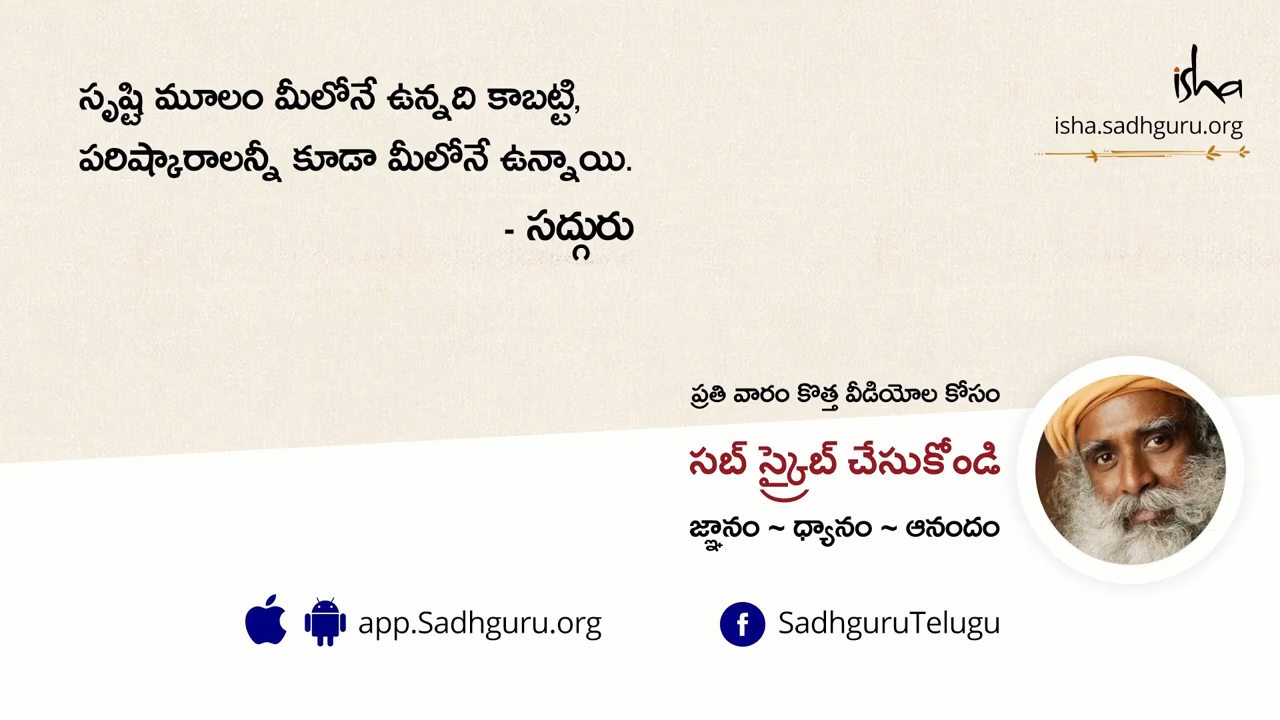 సృష్టి మూలం మీలోనే ఉన్నది కాబట్టి,
పరిష్కారాలన్నీ కూడా మీలోనే ఉన్నాయి.
- సద్గురు
isha
isha.sadhguru.org
ప్రతి వారం కొత్త వీడియోల కోసం
సబ్ స్క్రైబ్ చేసుకోండి
జ్ఞానం ~ ధ్యానం ~ ఆనందం
app.Sadhguru.org
SadhguruTelugu